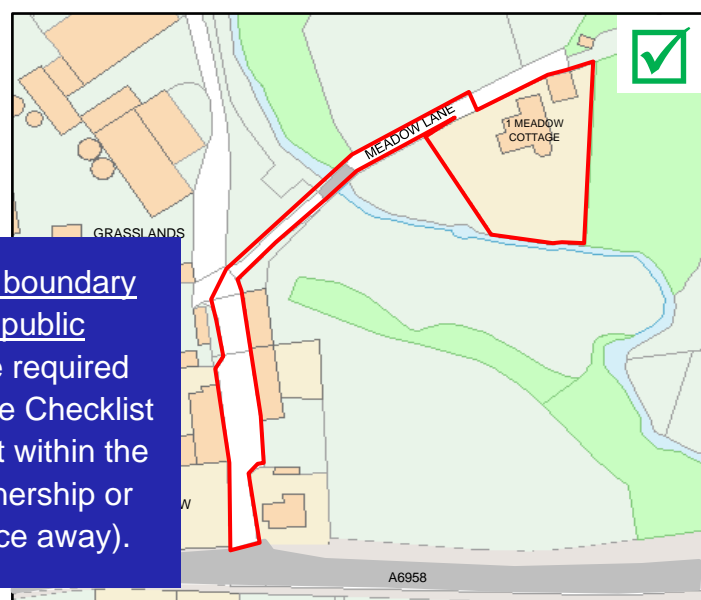 MEADOW LANE
1 MEADOW
COTTAGE
GRASSLANDS
boundary
public
required
e Checklist
t within the
nership or
ce away).
W
A6958